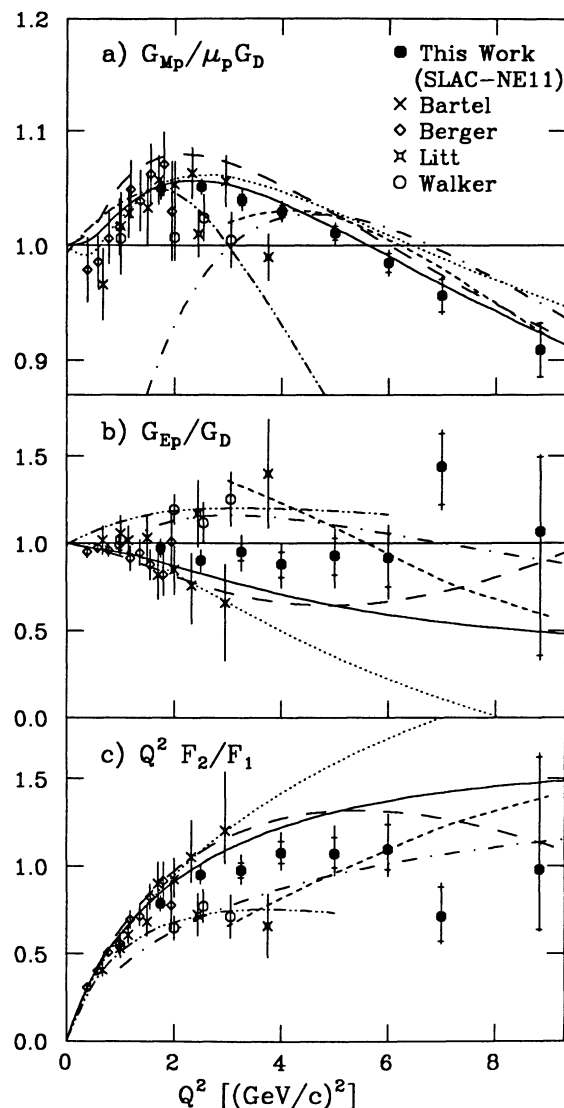 1.2
a) G_Mp/μ_pG_D
This Work
(SLAC-NE11)
Bartel
Berger
Litt
Walker
1.1
1.0
0.9
b) G_Ep/G_D
1.5
1.0
0.5
0.0
c) Q² F₂/F₁
1.5
1.0
0.5
0.0
0 2 4 6 8
Q² [(GeV/c)²]